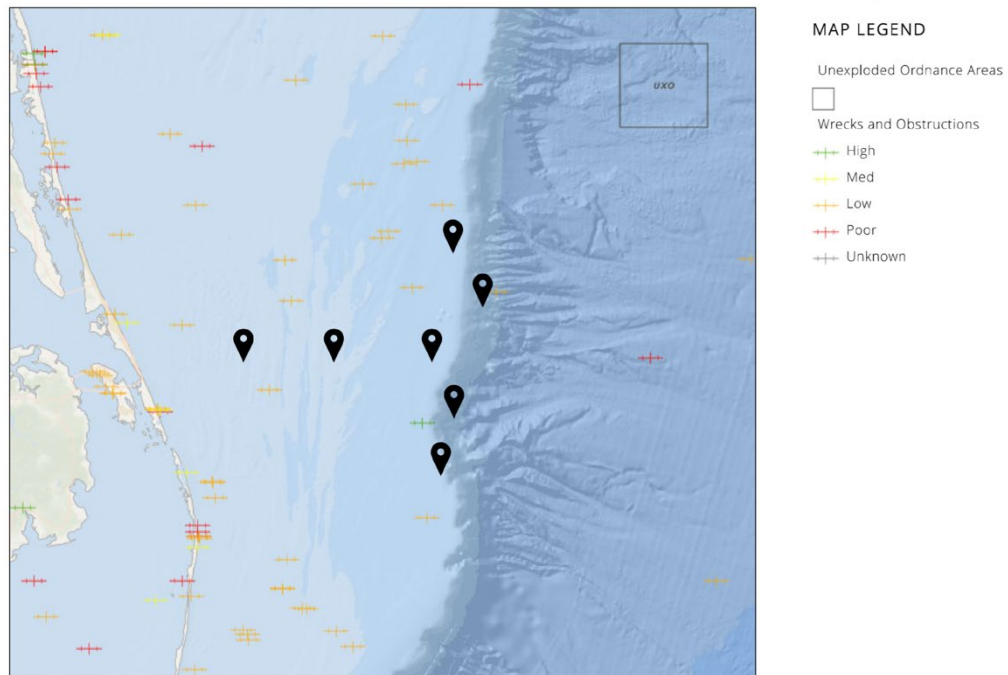 MAP LEGEND
Unexploded Ordnance Areas
Wrecks and Obstructions
High
Med
Low
Poor
Unknown
UXO